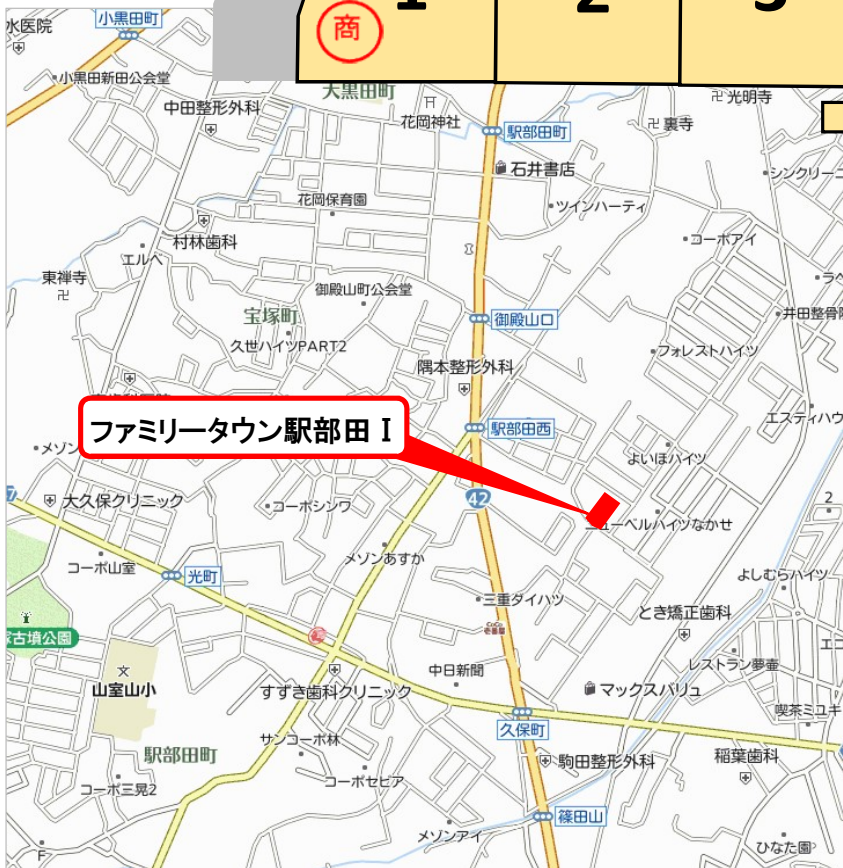 1
2
3
商
小黒田町
水医院
小黒田新田公会堂
大黒田町
中田整形外科
花岡神社
駅部田町
光明寺
裏寺
石井書店
シンクリーニ
花岡保育園
ツインハーティ
村林歯科
コーポアイ
エルベ
東禅寺
御殿山町公会堂
ラベ
宝塚町
御殿山口
井田整骨院
久世ハイツPART2
フォレストハイツ
隅本整形外科
ファミリータウン駅部田 I
駅部田西
エスティハウ
メゾン
よいほハイツ
7
大久保クリニック
コーポシンワ
42
2
ニューベルハイツなかせ
メゾンあすか
コーポ山室
光町
よしむらハイツ
三重ダイハツ
とき矯正歯科
塚古墳公園
CoCo
壱番屋
エコ
レストラン夢壷
中日新聞
山室山小
すずき歯科クリニック
マックスバリュ
喫茶ミユキ
久保町
サンコーポ林
駅部田町
駒田整形外科
稲葉歯科
コーポセピア
コーポ三晃2
篠田山
メゾンアイ
ひなた園
F